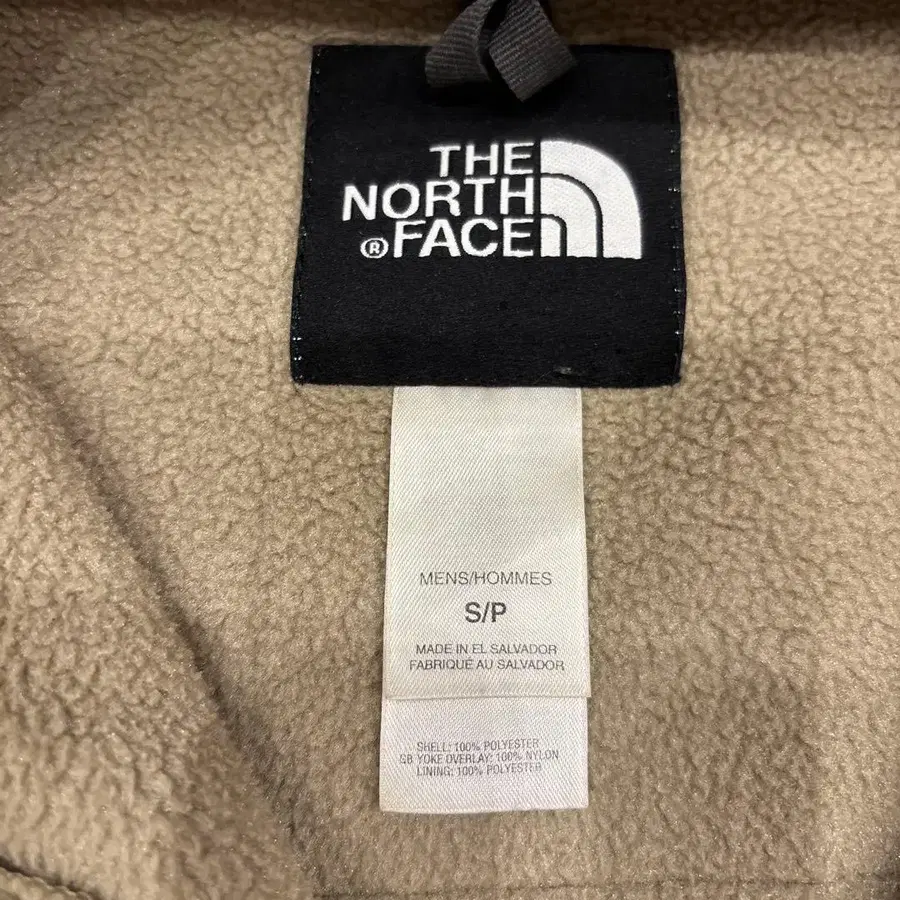 THE
NORTH
® FACE
MENS/HOMMES
S/P
MADE IN EL SALVADOR
FABRIQUÉ AU SALVADOR
SHELL: 100% POLYESTER
SB YOKE OVERLAY: 100% NYLON
LINING: 100% POLYESTER